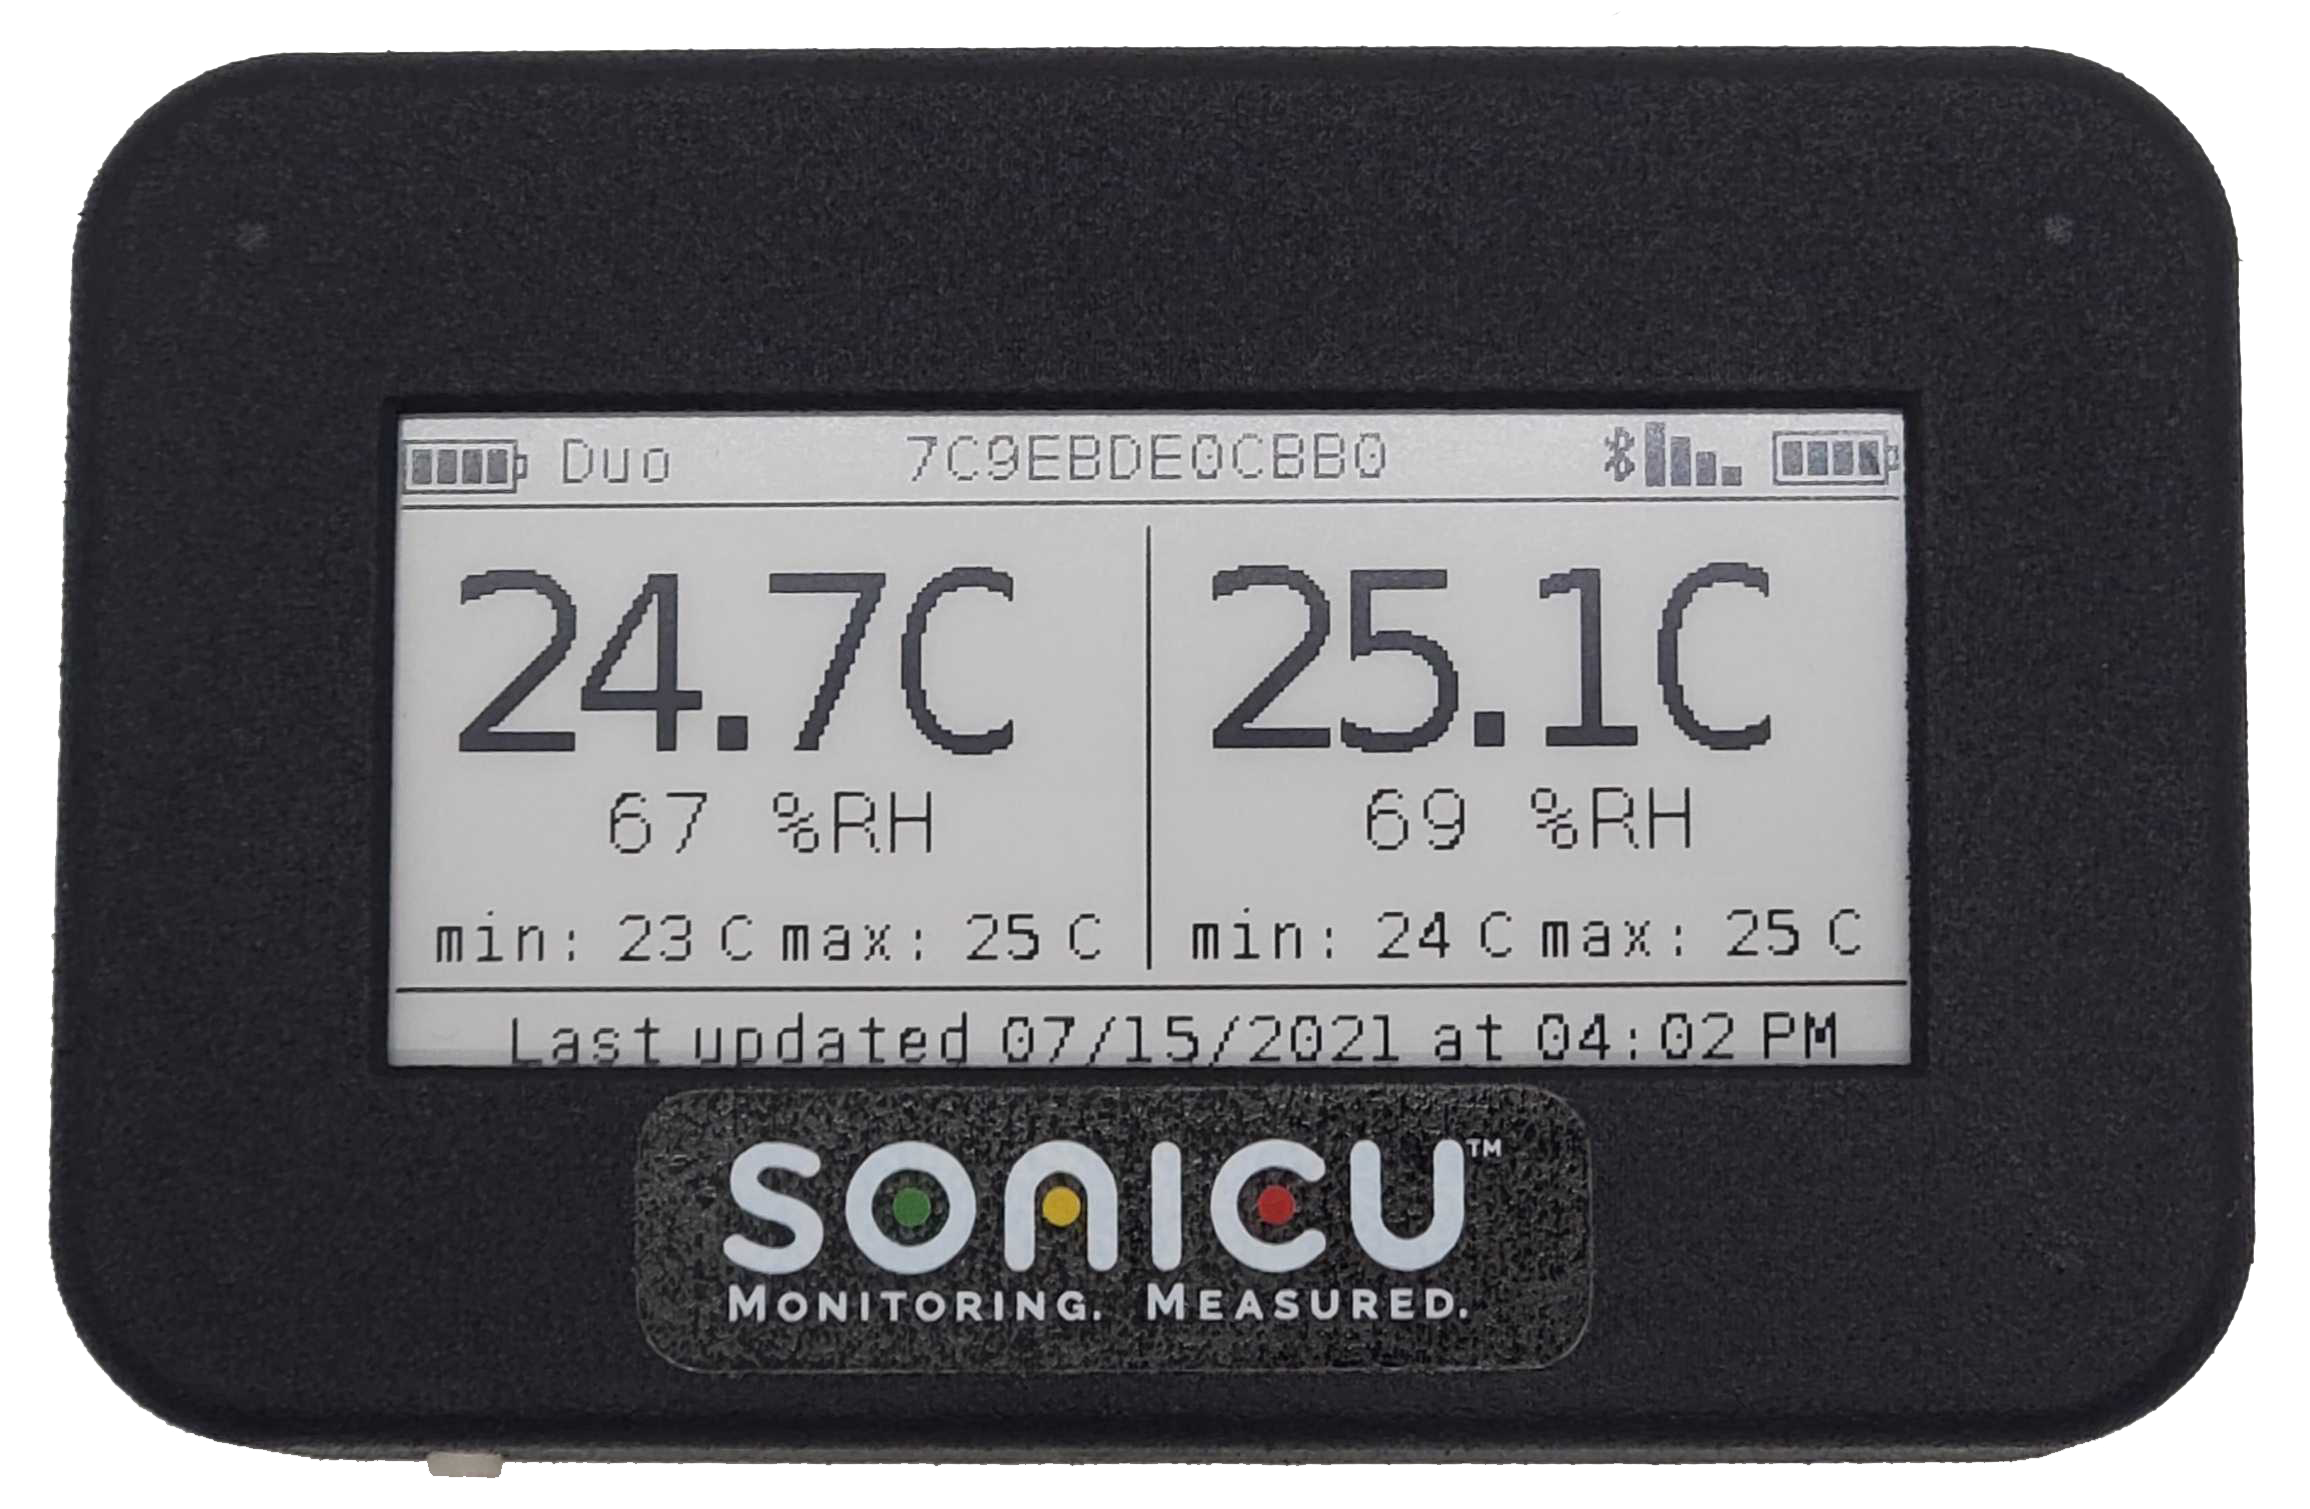 Duo 7C9EBDE0CBB0
24.7C 25.1C
67 %RH 69 %RH
min: 23 C max: 25 C min: 24 C max: 25 C
Last updated 07/15/2021 at 04:02 PM
SONICU™
MONITORING. MEASURED.